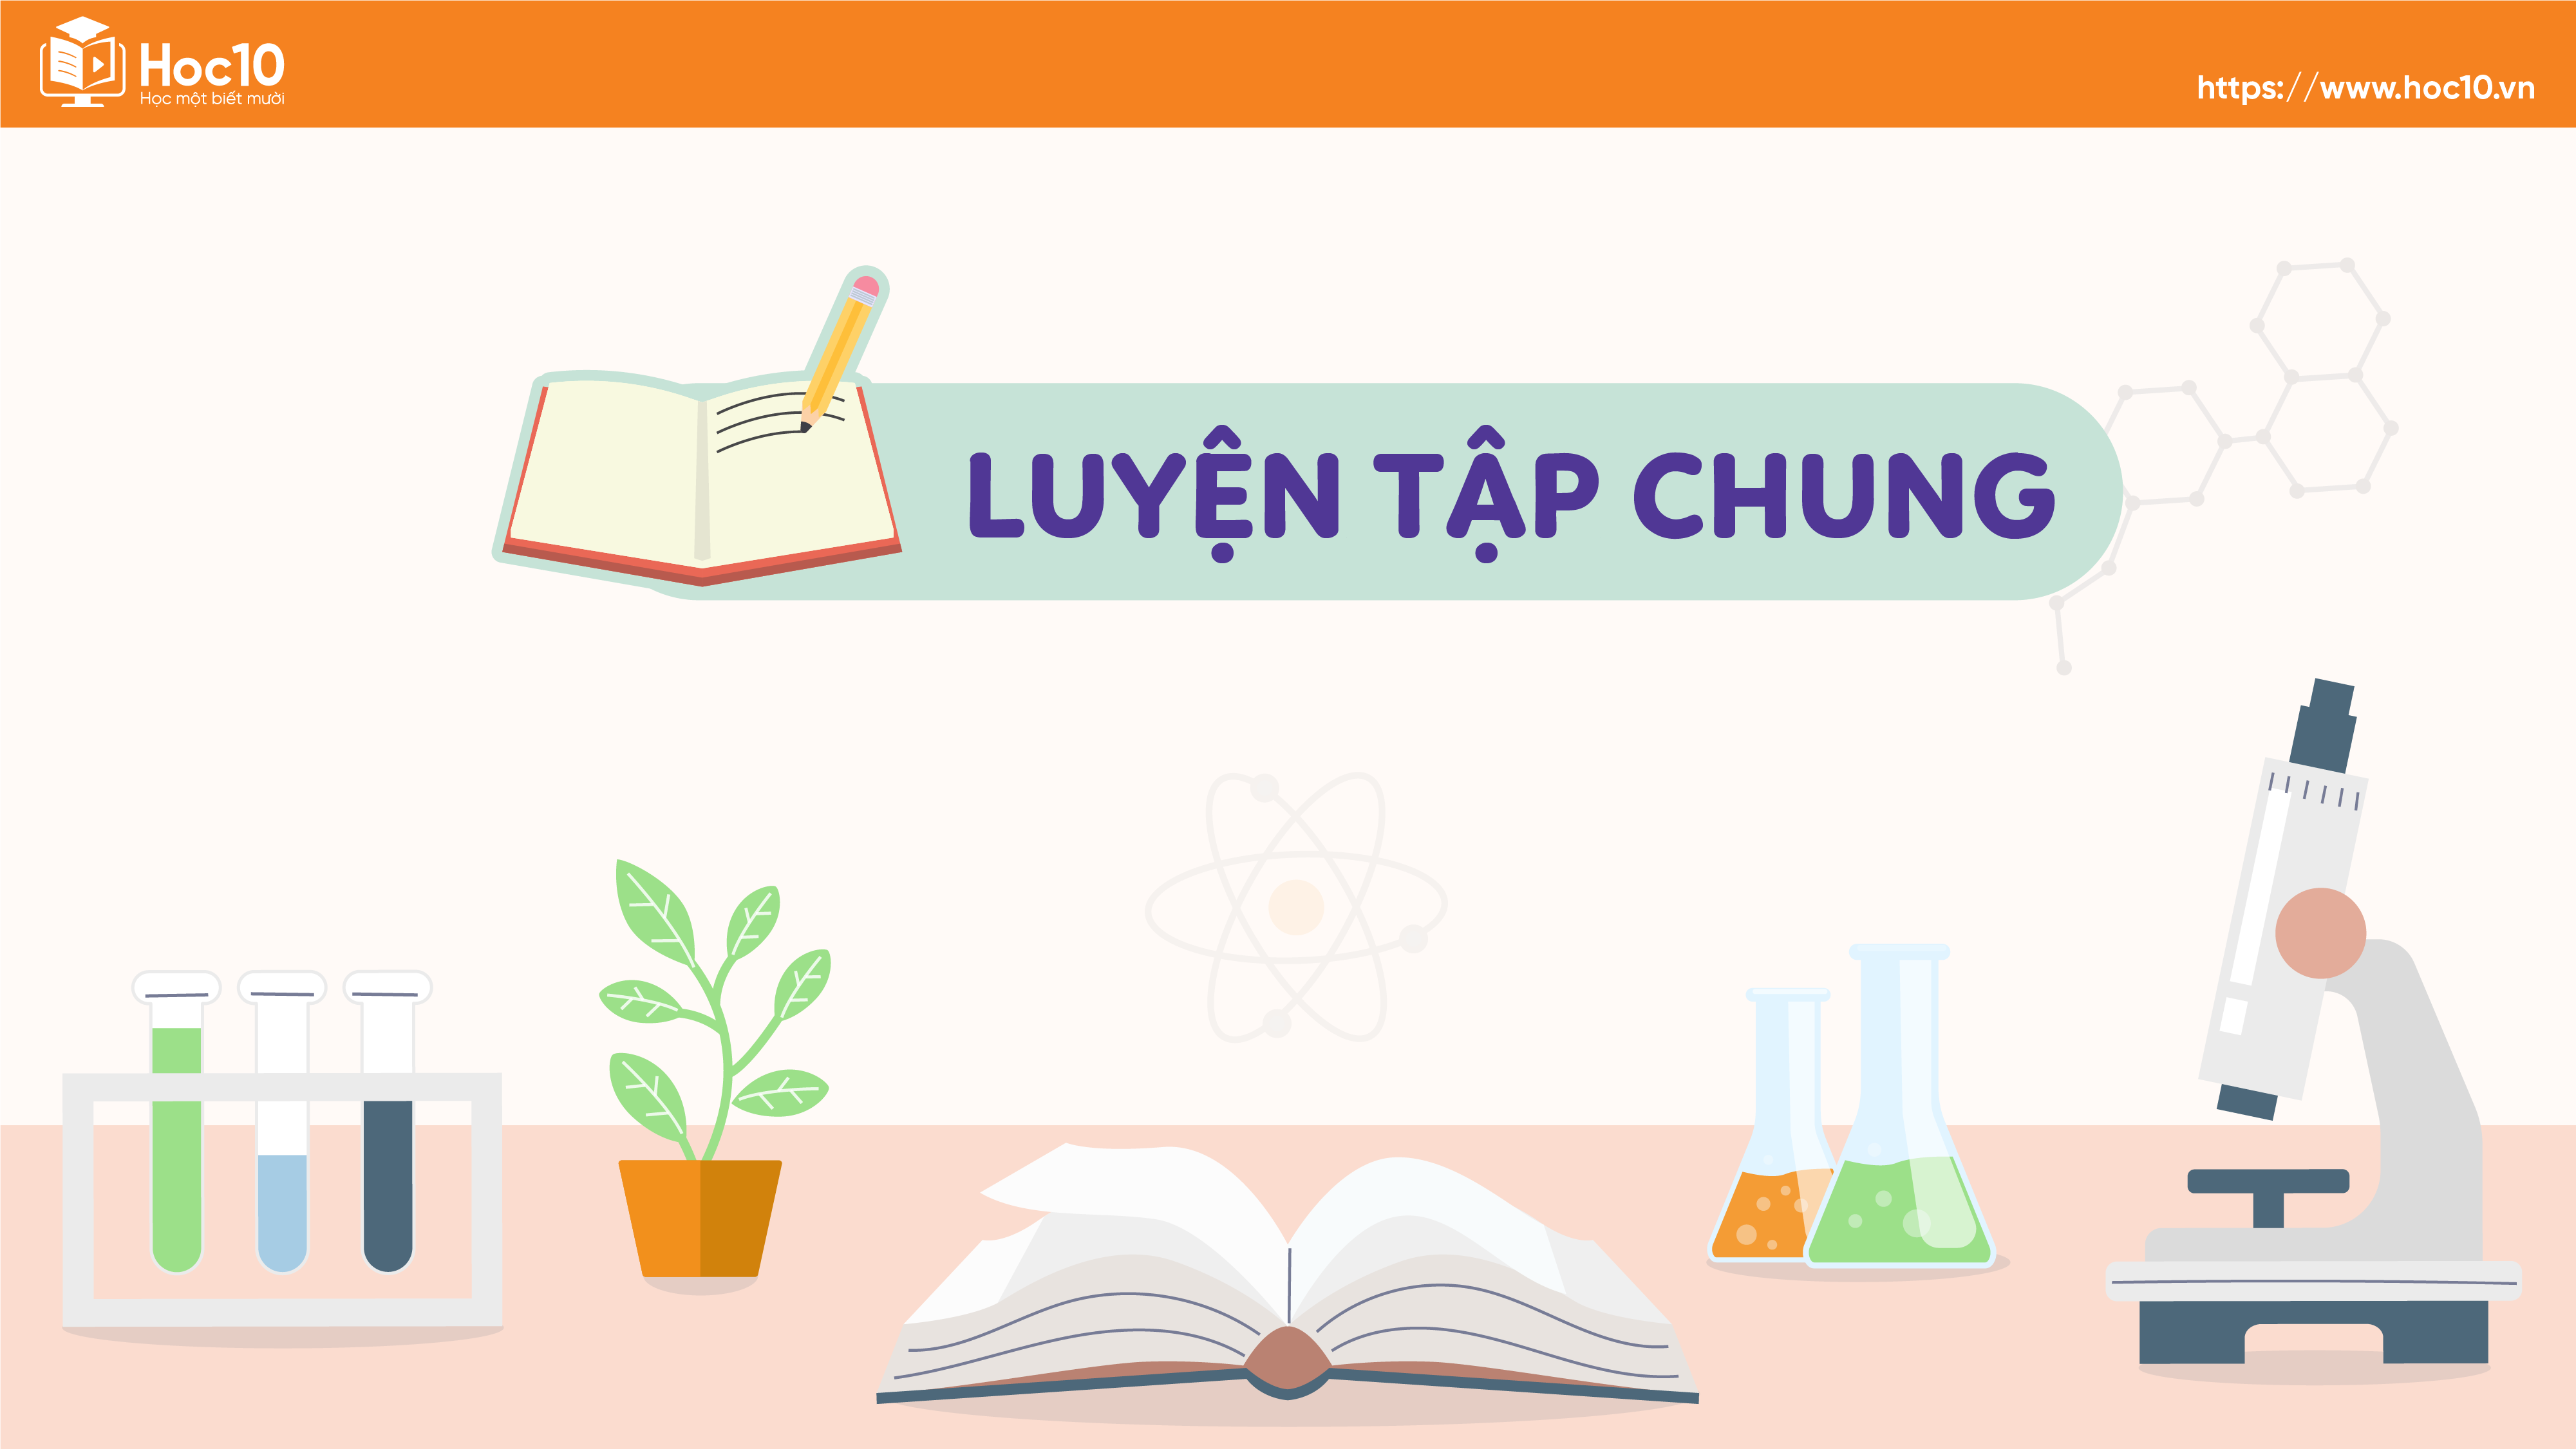 Hoc10
Học một biết mười
https://www.hoc10.vn
LUYỆN TẬP CHUNG